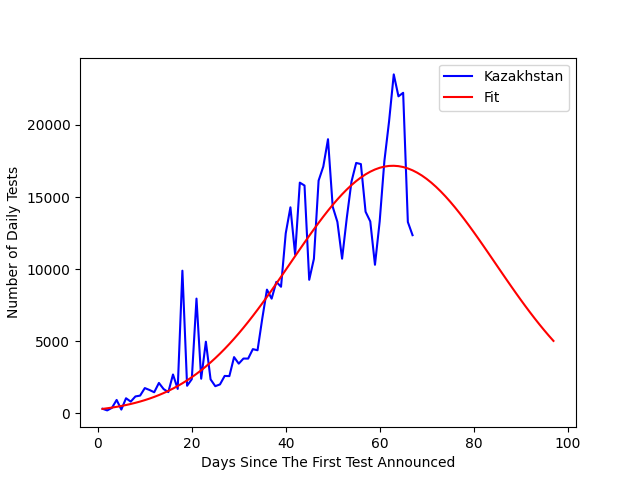 Kazakhstan
Fit
Number of Daily Tests
20000
15000
10000
5000
0
0 20 40 60 80 100
Days Since The First Test Announced